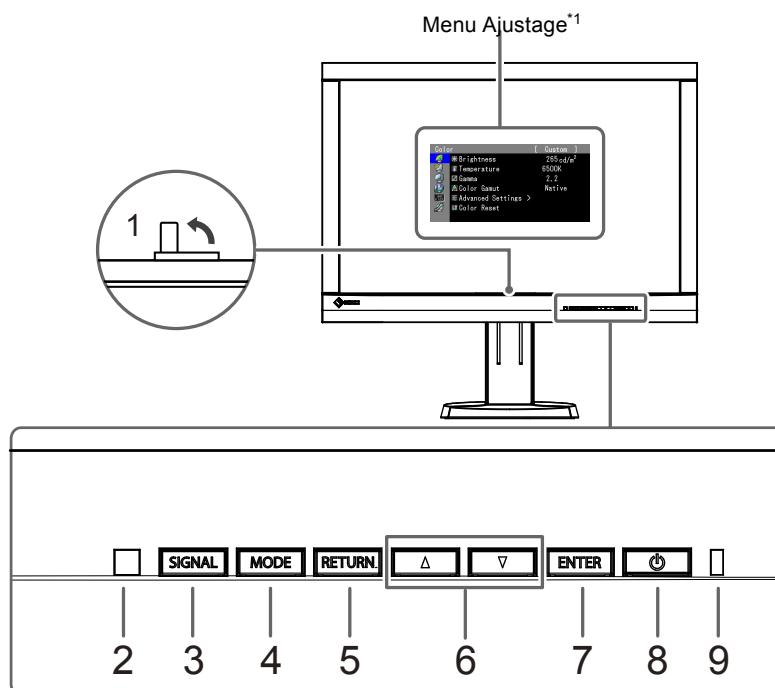 Menu Ajustage*1
Color [ Custom ]
Brightness 265 cd/m²
Temperature 6500K
Gamma 2.2
Color Gamut Native
Advanced Settings >
Color Reset
1
SIGNAL MODE RETURN △ ▽ ENTER
2 3 4 5 6 7 8 9